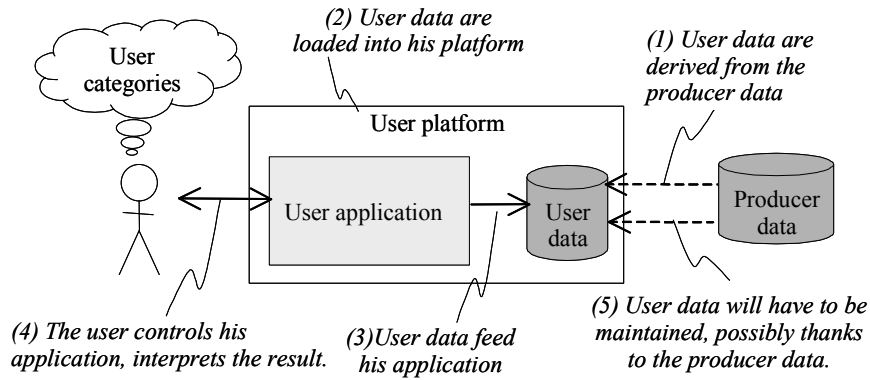 (2) User data are
loaded into his platform
(1) User data are
derived from the
producer data
User
categories
User platform
User application
User
data
Producer
data
(4) The user controls his
application, interprets the result.
(3)User data feed
his application
(5) User data will have to be
maintained, possibly thanks
to the producer data.